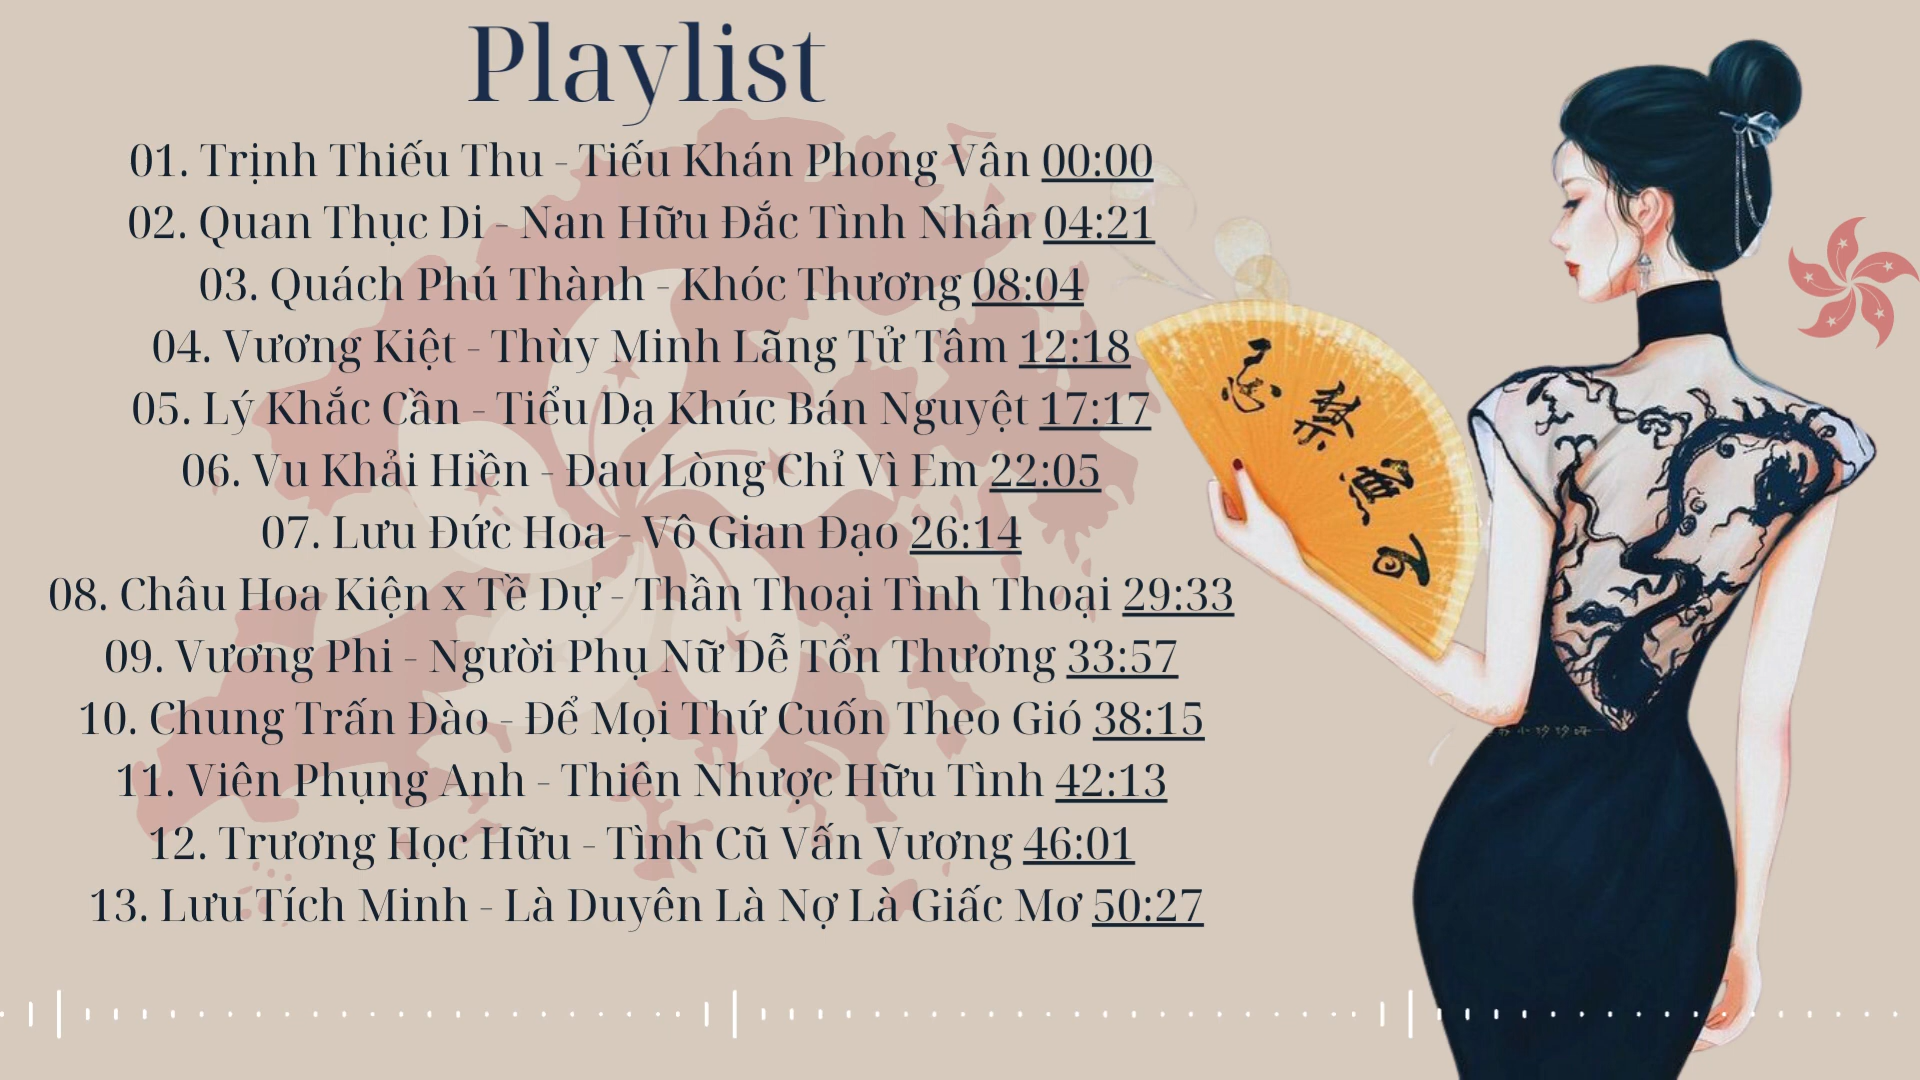 Playlist
01. Trịnh Thiếu Thu - Tiếu Khán Phong Vân 00:00
02. Quan Thục Di - Nan Hữu Đắc Tình Nhân 04:21
03. Quách Phú Thành - Khóc Thương 08:04
04. Vương Kiệt - Thùy Minh Lãng Tử Tâm 12:18
05. Lý Khắc Cần - Tiểu Dạ Khúc Bán Nguyệt 17:17
06. Vu Khải Hiền - Đau Lòng Chỉ Vì Em 22:05
07. Lưu Đức Hoa - Vô Gian Đạo 26:14
08. Châu Hoa Kiện x Tề Dự - Thần Thoại Tình Thoại 29:33
09. Vương Phi - Người Phụ Nữ Dễ Tổn Thương 33:57
10. Chung Trấn Đào - Để Mọi Thứ Cuốn Theo Gió 38:15
11. Viên Phụng Anh - Thiên Nhược Hữu Tình 42:13
12. Trương Học Hữu - Tình Cũ Vấn Vương 46:01
13. Lưu Tích Minh - Là Duyên Là Nợ Là Giấc Mơ 50:27